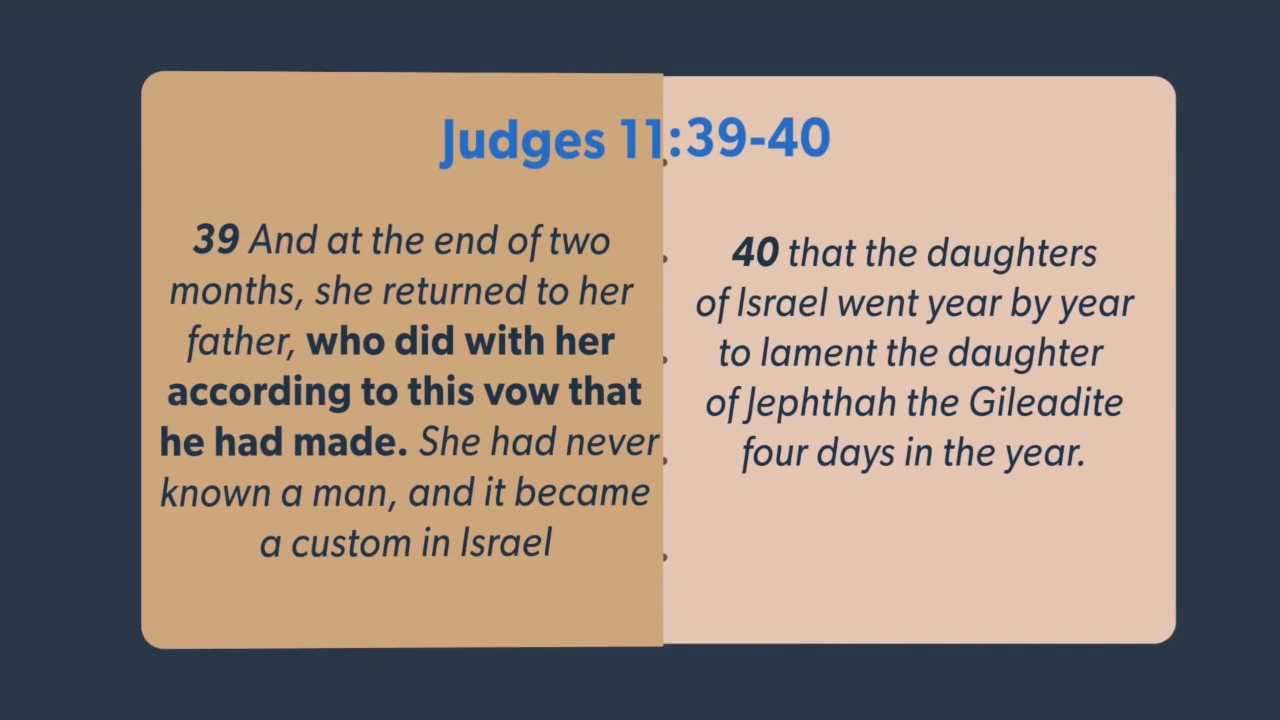 Judges 11:39-40
39 And at the end of two
months, she returned to her
father, who did with her
according to this vow that
he had made. She had never
known a man, and it became
a custom in Israel
40 that the daughters
of Israel went year by year
to lament the daughter
of Jephthah the Gileadite
four days in the year.